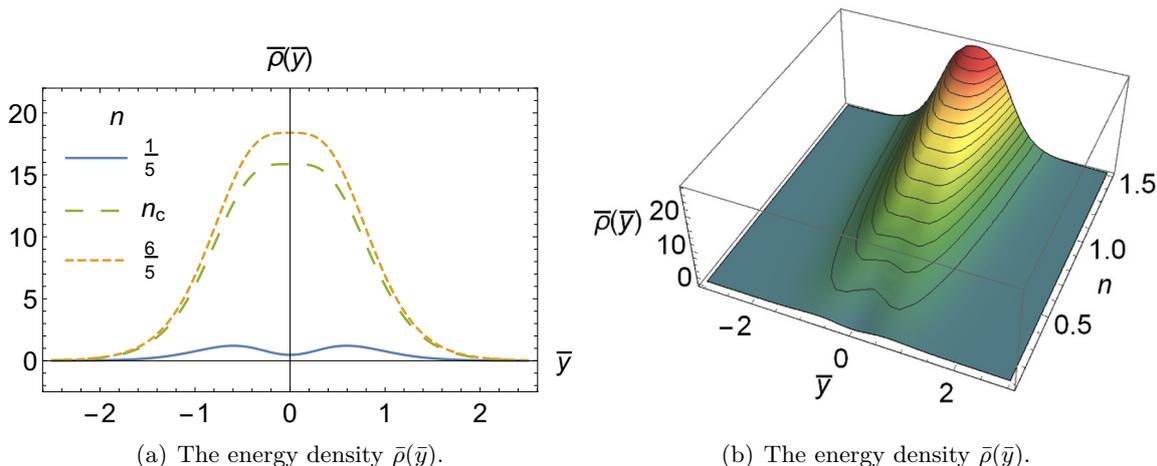 ρ̅(y̅)
20
15
10
5
0
n
1/5
n_c
6/5
−2 −1 0 1 2
y̅
(a) The energy density ρ̄(ȳ).
ρ̅(y̅)
20
10
0
−2
0
2
y̅
0.5
1.0
1.5
n
(b) The energy density ρ̄(ȳ).